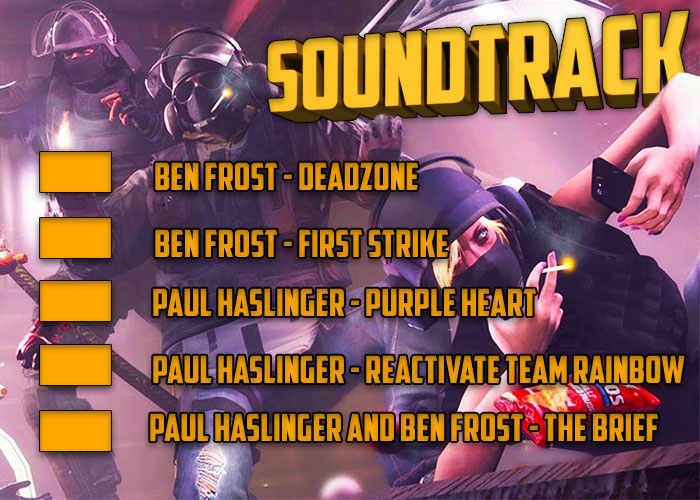 SOUNDTRACK
BEN FROST - DEADZONE
BEN FROST - FIRST STRIKE
PAUL HASLINGER - PURPLE HEART
PAUL HASLINGER - REACTIVATE TEAM RAINBOW
PAUL HASLINGER AND BEN FROST - THE BRIEF